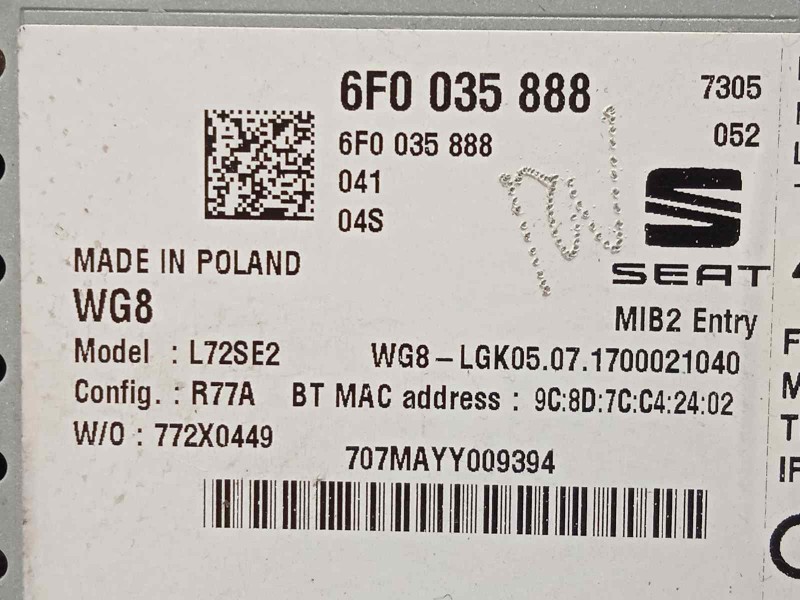 6F0 035 888
7305
6F0 035 888
052
041
04S
SEAT
MADE IN POLAND
WG8
MIB2 Entry
Model : L72SE2
WG8-LGK05.07.1700021040
Config. : R77A
BT MAC address : 9C:8D:7C:C4:24:02
W/O : 772X0449
707MAYY009394